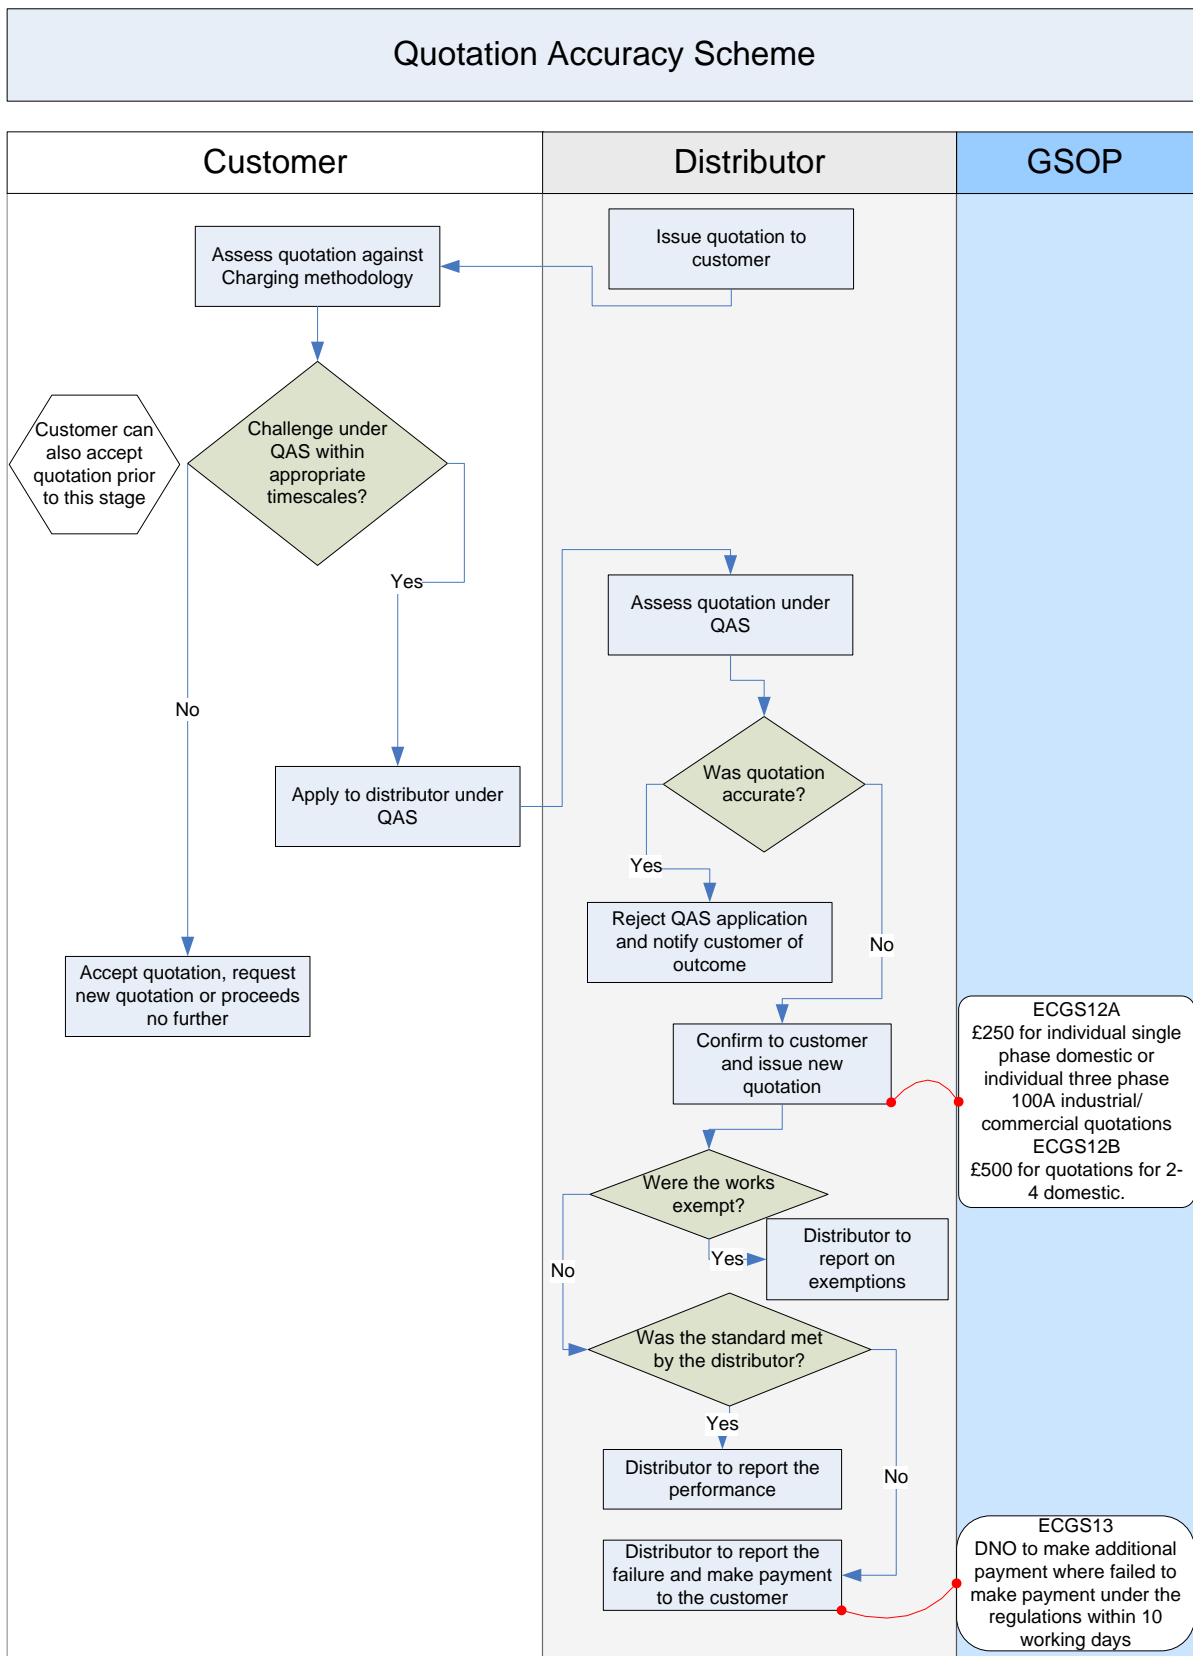 Quotation Accuracy Scheme
Customer
Distributor
GSOP
Assess quotation against
Charging methodology
Issue quotation to
customer
Customer can
also accept
quotation prior
to this stage
Challenge under
QAS within
appropriate
timescales?
Yes
No
Apply to distributor under
QAS
Accept quotation, request
new quotation or proceeds
no further
Assess quotation under
QAS
Was quotation
accurate?
Yes
No
Reject QAS application
and notify customer of
outcome
Confirm to customer
and issue new
quotation
ECGS12A
£250 for individual single
phase domestic or
individual three phase
100A industrial/
commercial quotations
ECGS12B
£500 for quotations for 2-
4 domestic.
Were the works
exempt?
Yes
No
Distributor to
report on
exemptions
Was the standard met
by the distributor?
Yes
No
Distributor to report the
performance
Distributor to report the
failure and make payment
to the customer
ECGS13
DNO to make additional
payment where failed to
make payment under the
regulations within 10
working days